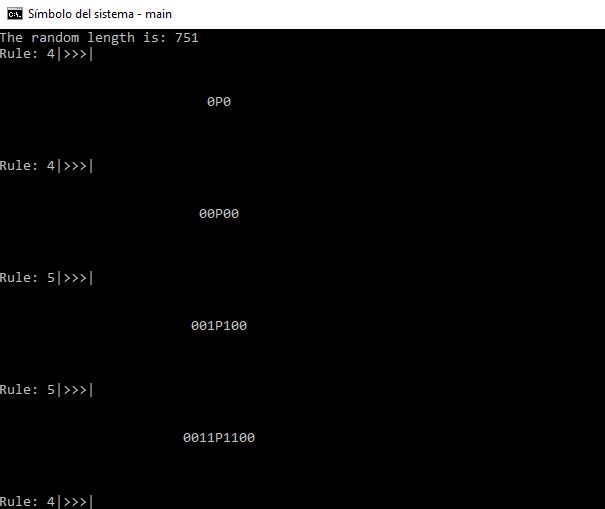 Símbolo del sistema - main
The random length is: 751
Rule: 4|>>>|
0P0
Rule: 4|>>>|
00P00
Rule: 5|>>>|
001P100
Rule: 5|>>>|
0011P1100
Rule: 4|>>>|